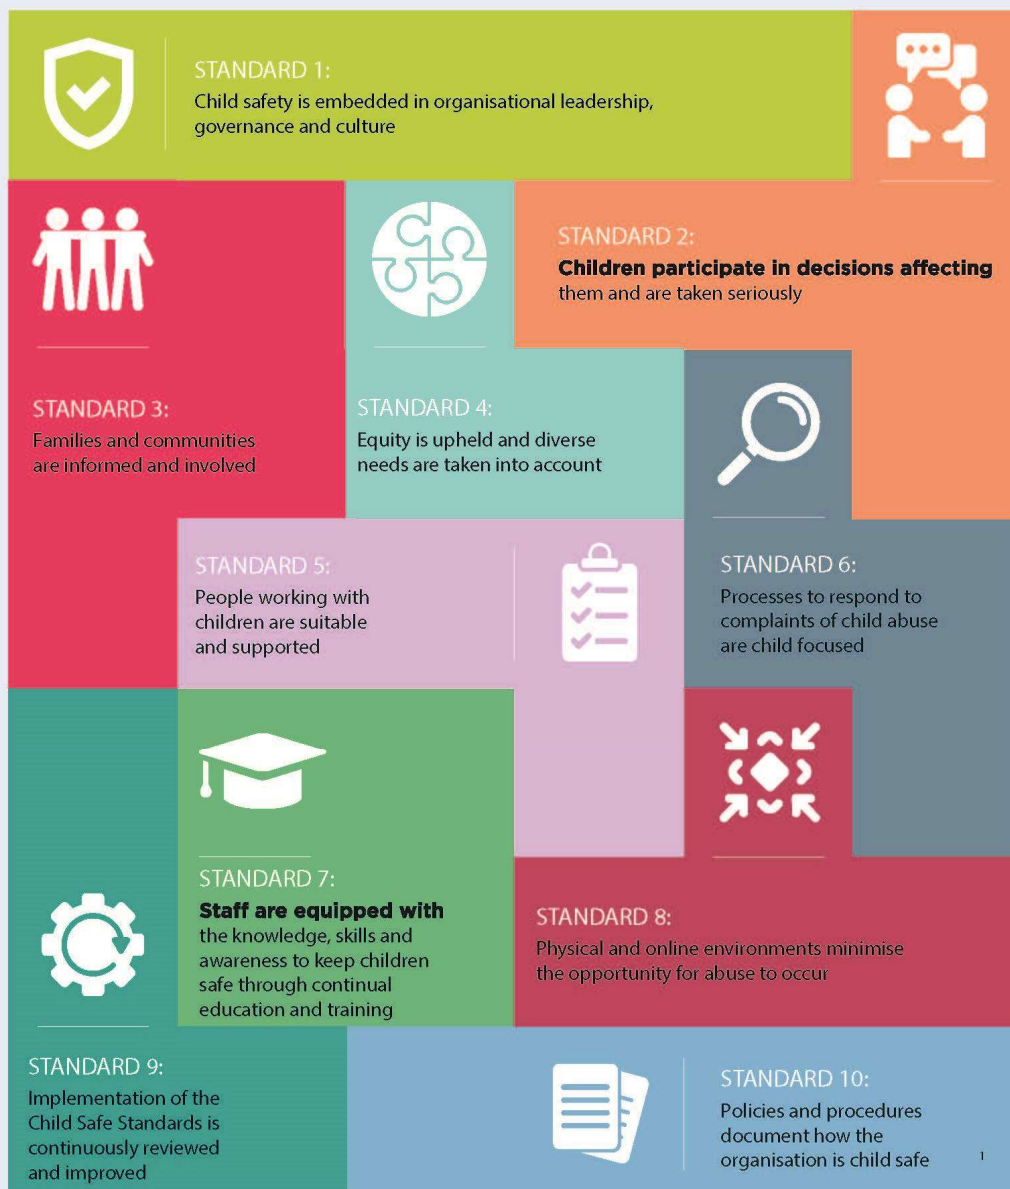 STANDARD 1:
Child safety is embedded in organisational leadership,
governance and culture
STANDARD 2:
Children participate in decisions affecting
them and are taken seriously
STANDARD 3:
Families and communities
are informed and involved
STANDARD 4:
Equity is upheld and diverse
needs are taken into account
STANDARD 5:
People working with
children are suitable
and supported
STANDARD 6:
Processes to respond to
complaints of child abuse
are child focused
STANDARD 7:
Staff are equipped with
the knowledge, skills and
awareness to keep children
safe through continual
education and training
STANDARD 8:
Physical and online environments minimise
the opportunity for abuse to occur
STANDARD 9:
Implementation of the
Child Safe Standards is
continuously reviewed
and improved
STANDARD 10:
Policies and procedures
document how the
organisation is child safe
1